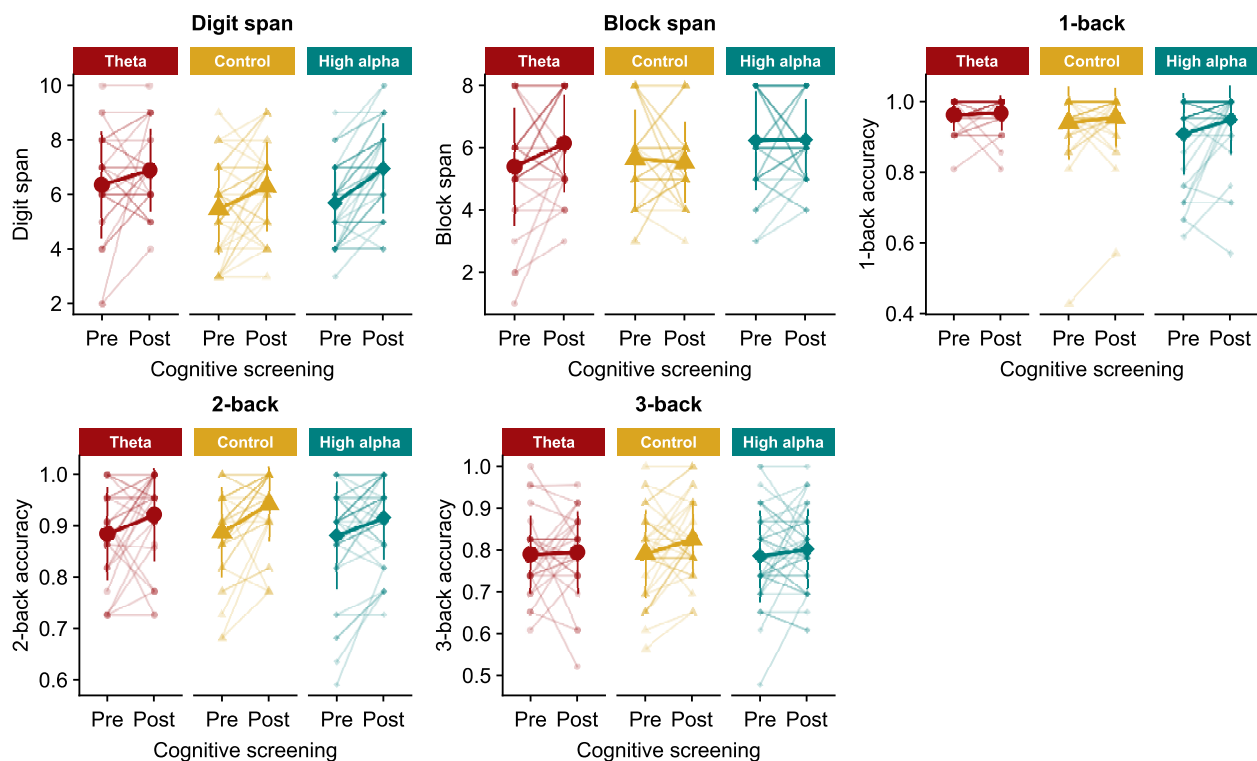 Digit span
Block span
1-back
Theta Control High alpha
Theta Control High alpha
Theta Control High alpha
Digit span
10
8
6
4
2
Block span
8
6
4
2
1-back accuracy
1.0
0.8
0.6
0.4
Pre Post Pre Post Pre Post
Pre Post Pre Post Pre Post
Pre Post Pre Post Pre Post
Cognitive screening
Cognitive screening
Cognitive screening
2-back
3-back
Theta Control High alpha
Theta Control High alpha
2-back accuracy
1.0
0.9
0.8
0.7
0.6
3-back accuracy
1.0
0.9
0.8
0.7
0.6
0.5
Pre Post Pre Post Pre Post
Pre Post Pre Post Pre Post
Cognitive screening
Cognitive screening